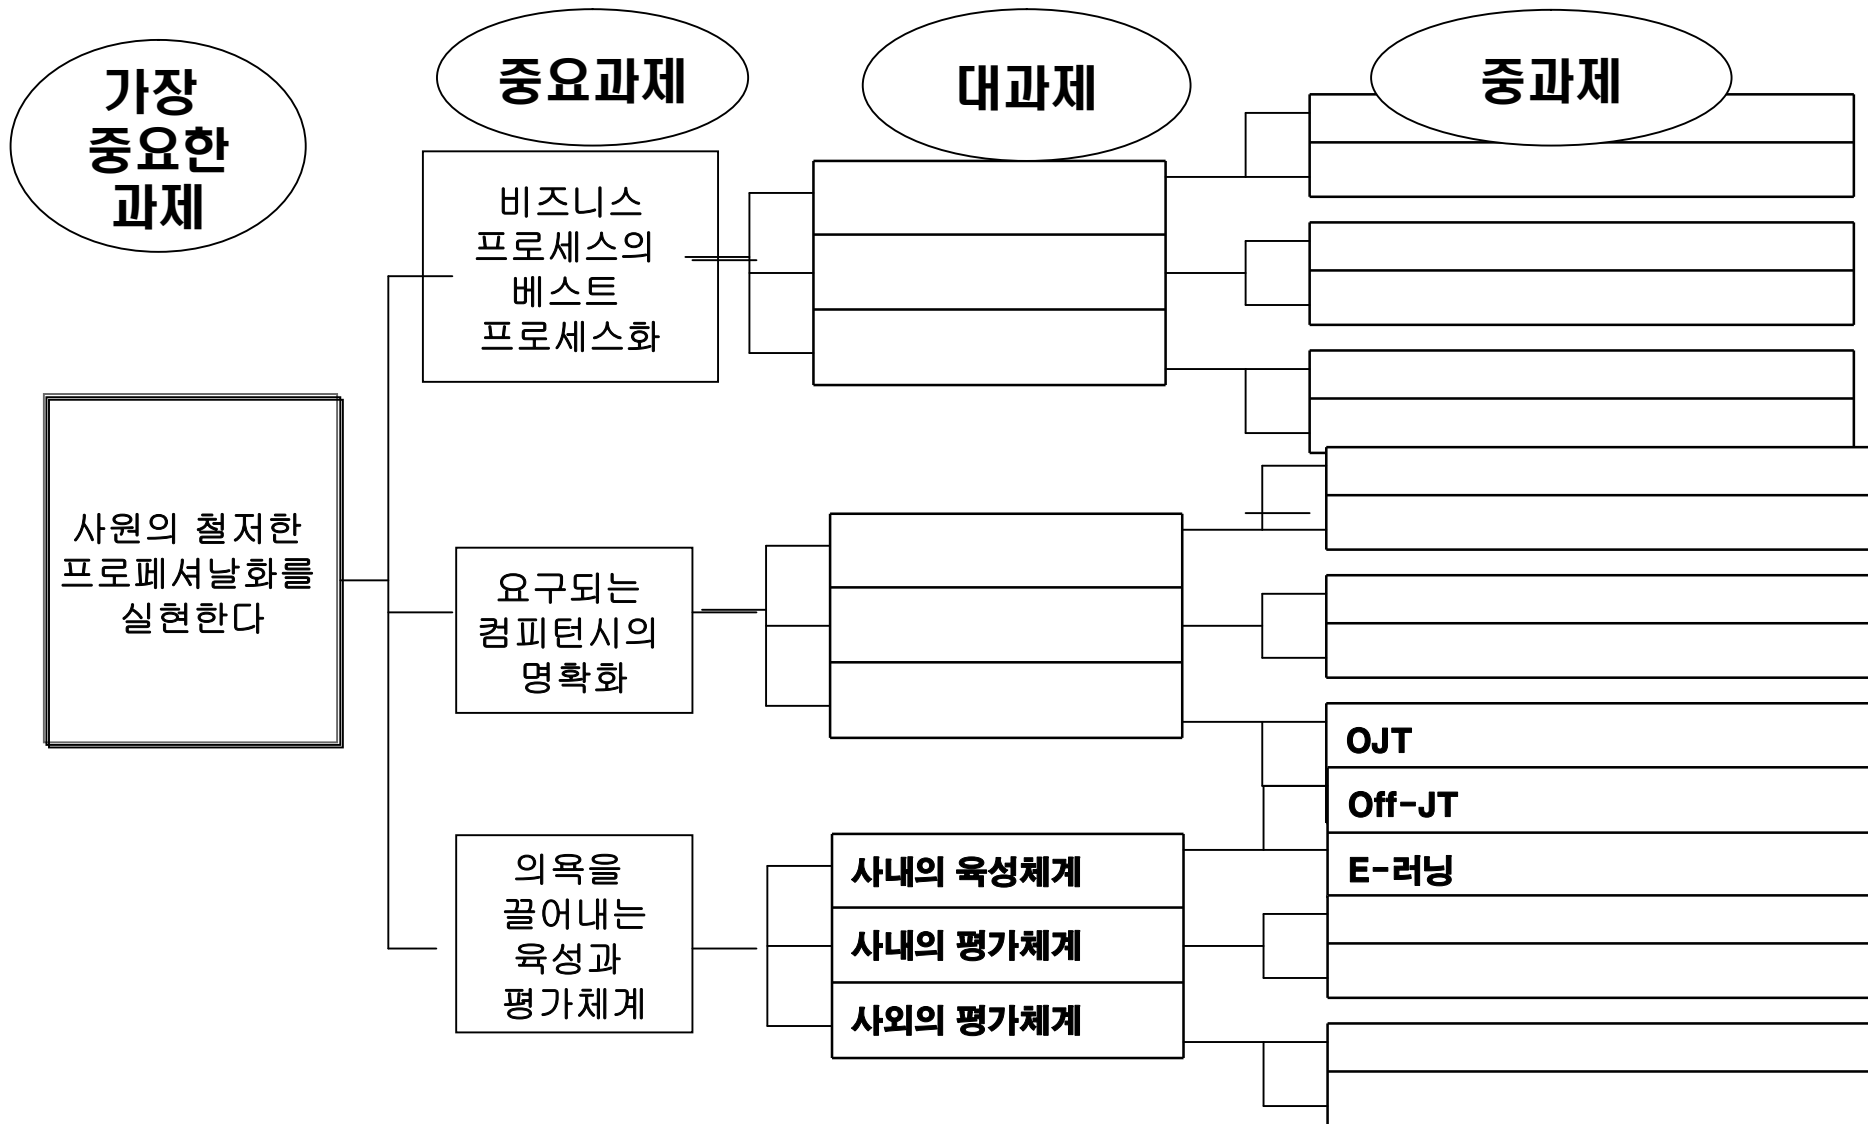 가장
중요한
과제
중요과제
대과제
중과제
사원의 철저한
프로페셔날화를
실현한다
비즈니스
프로세스의
베스트
프로세스화
요구되는
컴피턴시의
명확화
의욕을
끌어내는
육성과
평가체계
사내의 육성체계
사내의 평가체계
사외의 평가체계
OJT
Off-JT
E-러닝